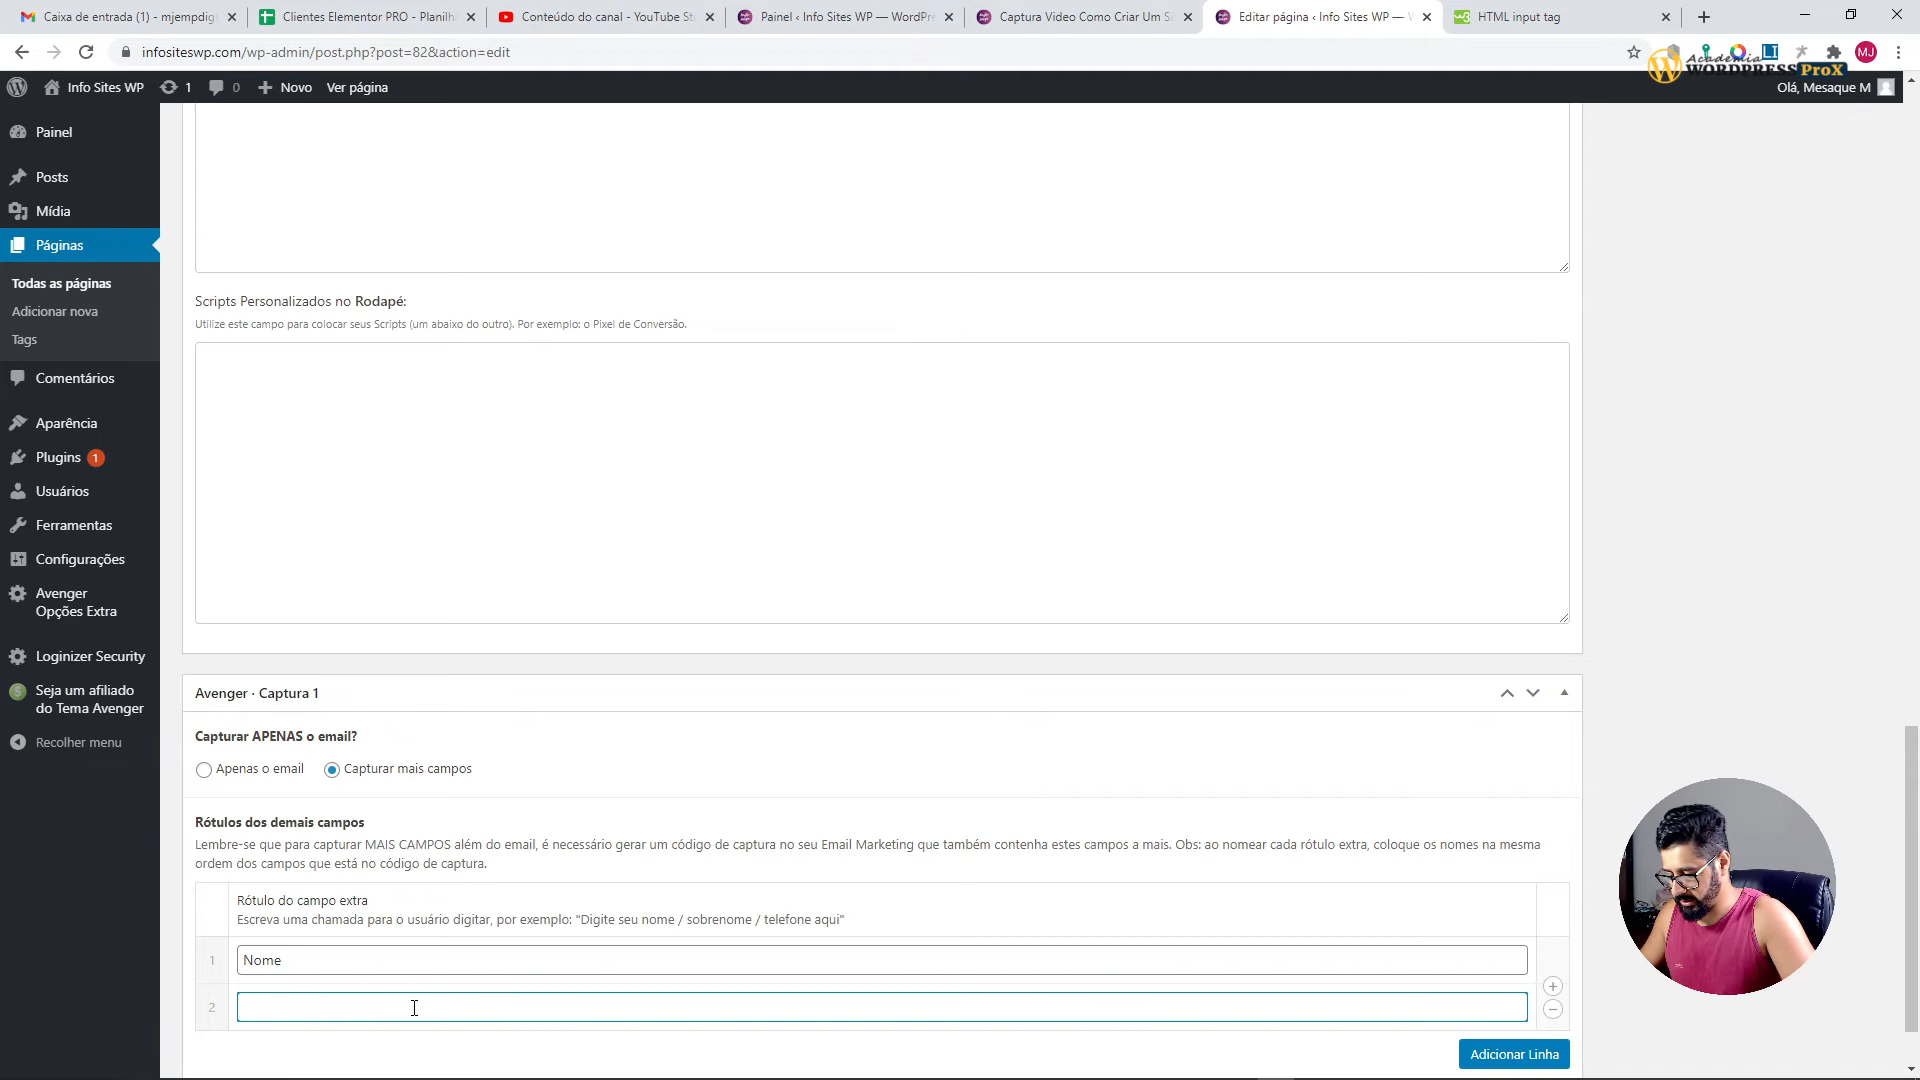 Caixa de entrada (1) - mjempdig
Clientes Elementor PRO - Planilh
Conteúdo do canal - YouTube St
Painel ‹ Info Sites WP — WordPre
Captura Video Como Criar Um S
Editar página ‹ Info Sites WP — W
HTML input tag
infositeswp.com/wp-admin/post.php?post=82&action=edit
MJ
Academia
WORDPRESS ProX
Info Sites WP
1
0
Novo
Ver página
Olá, Mesaque M
Painel
Posts
Mídia
Páginas
Todas as páginas
Adicionar nova
Tags
Comentários
Aparência
Plugins 1
Usuários
Ferramentas
Configurações
Avenger
Opções Extra
Loginizer Security
Seja um afiliado
do Tema Avenger
Recolher menu
Scripts Personalizados no Rodapé:
Utilize este campo para colocar seus Scripts (um abaixo do outro). Por exemplo: o Pixel de Conversão.
Avenger · Captura 1
Capturar APENAS o email?
Apenas o email
Capturar mais campos
Rótulos dos demais campos
Lembre-se que para capturar MAIS CAMPOS além do email, é necessário gerar um código de captura no seu Email Marketing que também contenha estes campos a mais. Obs: ao nomear cada rótulo extra, coloque os nomes na mesma
ordem dos campos que está no código de captura.
Rótulo do campo extra
Escreva uma chamada para o usuário digitar, por exemplo: "Digite seu nome / sobrenome / telefone aqui"
1
Nome
2
Adicionar Linha